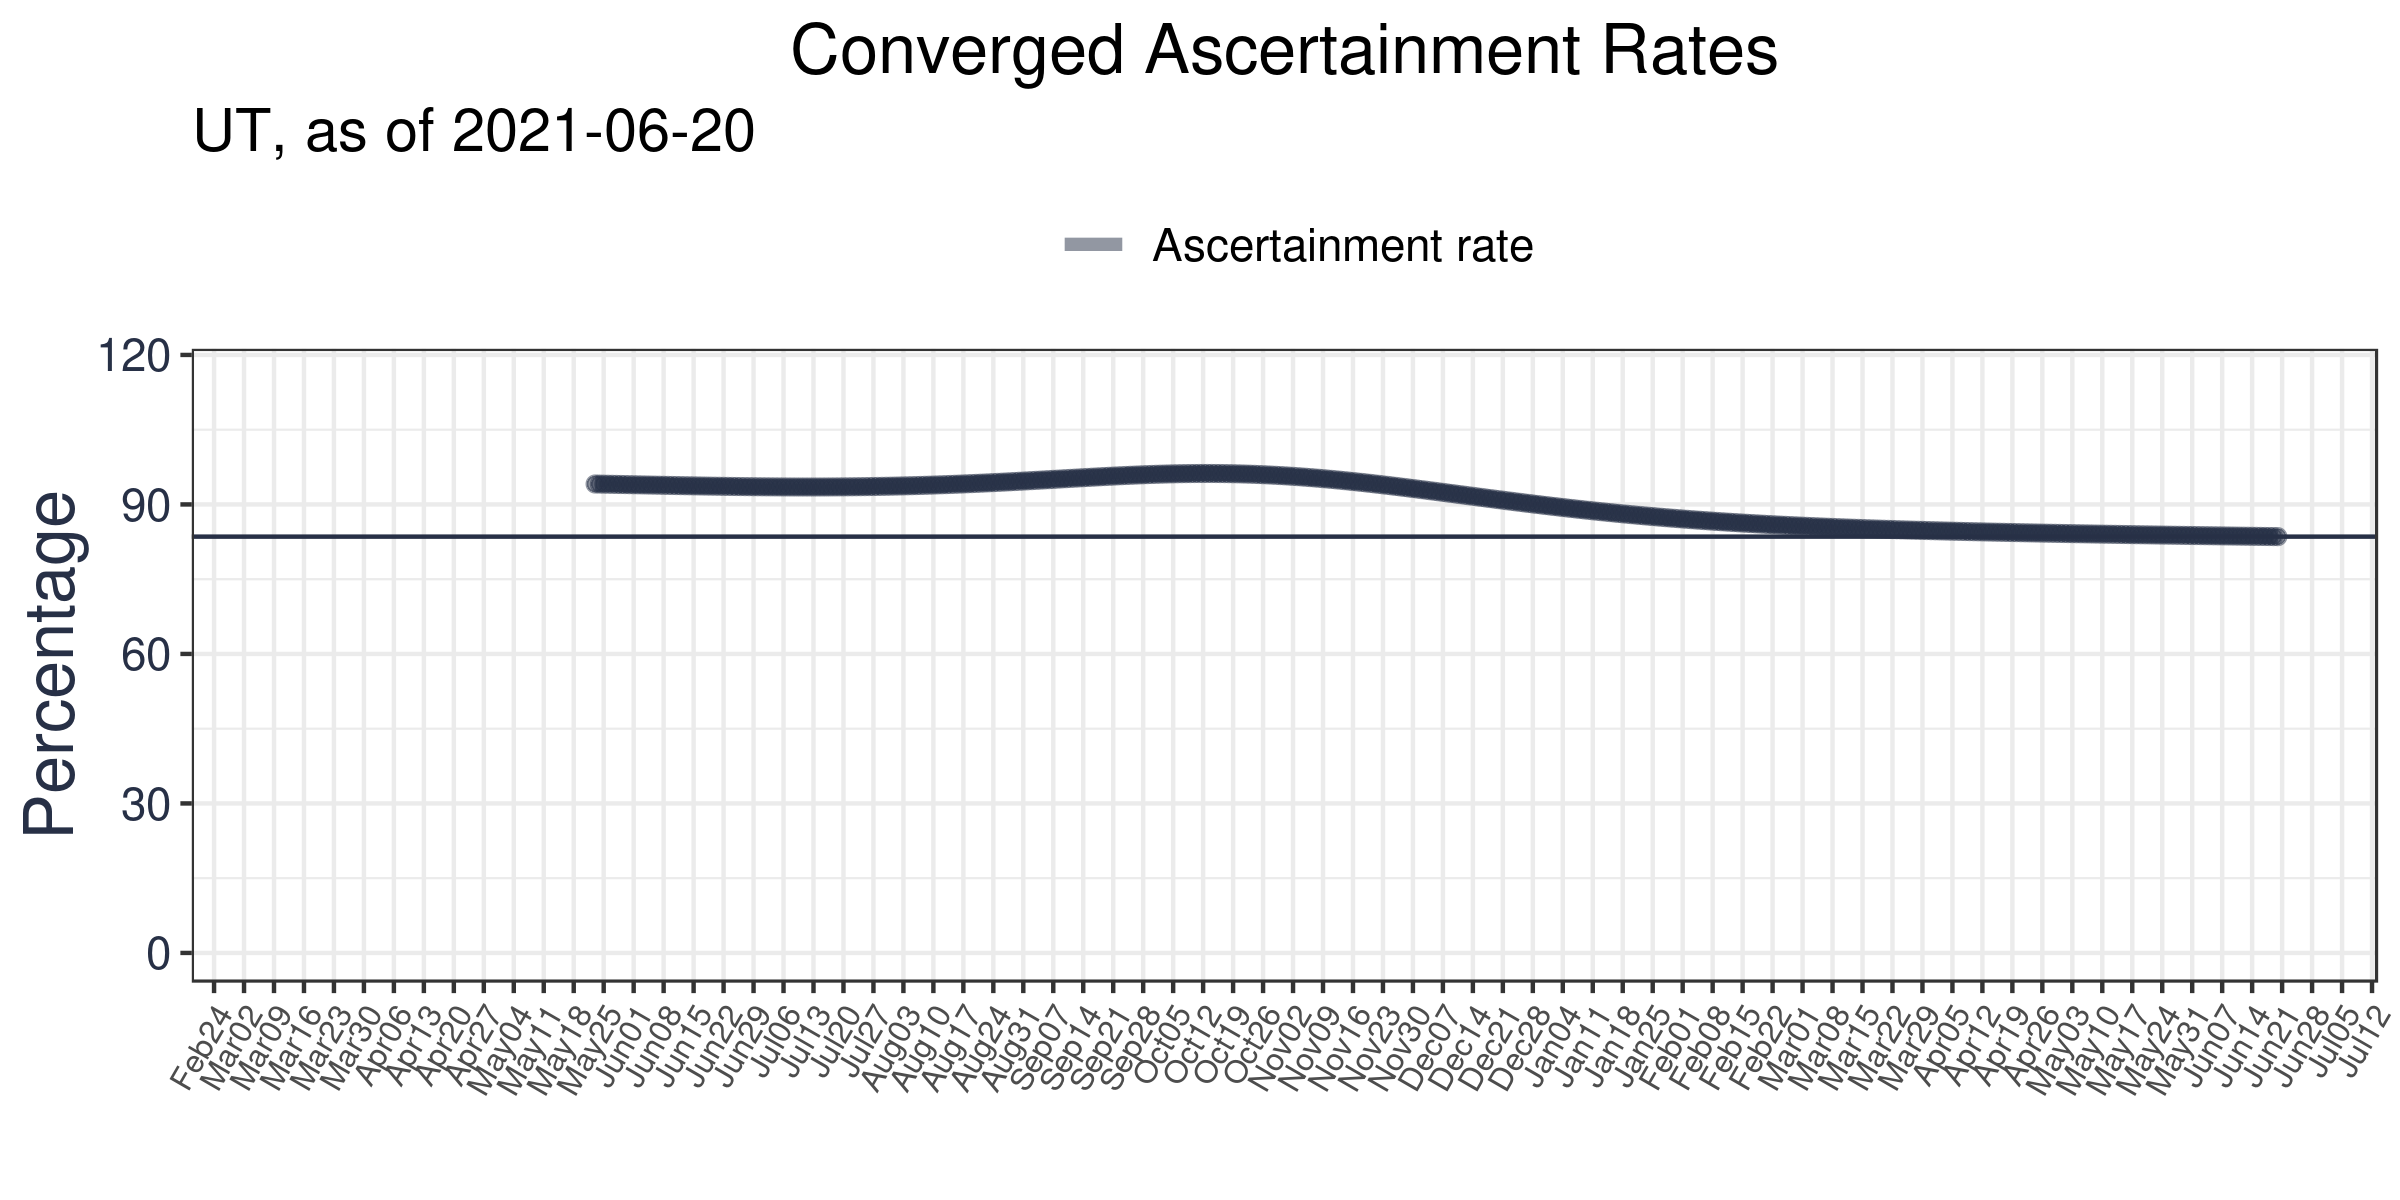 Converged Ascertainment Rates
UT, as of 2021-06-20
Ascertainment rate
Percentage
120
90
60
30
0
Feb24
Mar02
Mar09
Mar16
Mar23
Mar30
Apr06
Apr13
Apr20
Apr27
May04
May11
May18
May25
Jun01
Jun08
Jun15
Jun22
Jun29
Jul06
Jul13
Jul20
Jul27
Aug03
Aug10
Aug17
Aug24
Aug31
Sep07
Sep14
Sep21
Sep28
Oct05
Oct12
Oct19
Oct26
Nov02
Nov09
Nov16
Nov23
Nov30
Dec07
Dec14
Dec21
Dec28
Jan04
Jan11
Jan18
Jan25
Feb01
Feb08
Feb15
Feb22
Mar01
Mar08
Mar15
Mar22
Mar29
Apr05
Apr12
Apr19
Apr26
May03
May10
May17
May24
May31
Jun07
Jun14
Jun21
Jun28
Jul05
Jul12